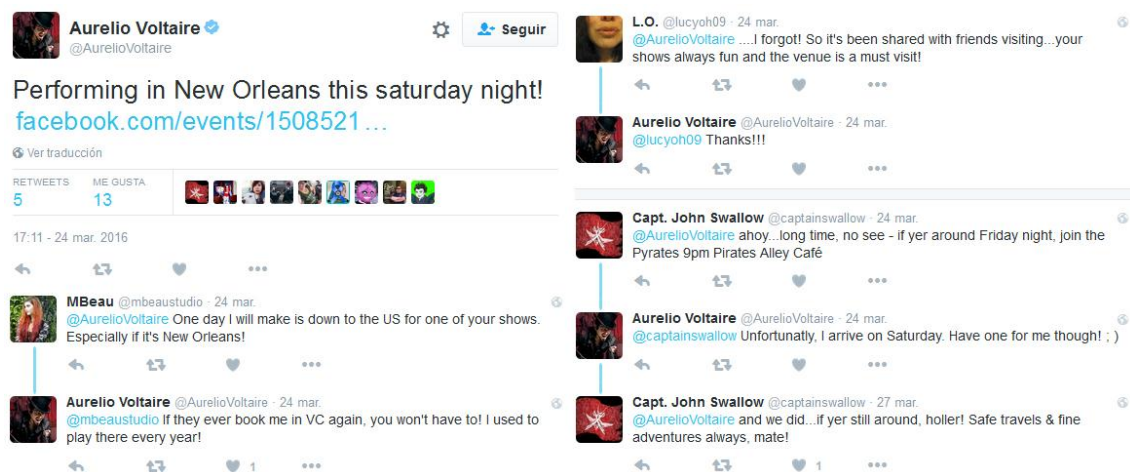 Aurelio Voltaire
@AurelioVoltaire
Seguir
Performing in New Orleans this saturday night!
facebook.com/events/1508521…
Ver traducción
RETWEETS
5
ME GUSTA
13
17:11 - 24 mar. 2016
MBeau @mbeaustudio · 24 mar.
@AurelioVoltaire One day I will make is down to the US for one of your shows.
Especially if it's New Orleans!
Aurelio Voltaire @AurelioVoltaire · 24 mar.
@mbeaustudio If they ever book me in VC again, you won't have to! I used to
play there every year!
1
L.O. @lucyoh09 · 24 mar.
@AurelioVoltaire ....I forgot! So it's been shared with friends visiting...your
shows always fun and the venue is a must visit!
Aurelio Voltaire @AurelioVoltaire · 24 mar.
@lucyoh09 Thanks!!!
Capt. John Swallow @captainswallow · 24 mar.
@AurelioVoltaire ahoy...long time, no see - if yer around Friday night, join the
Pyrates 9pm Pirates Alley Café
Aurelio Voltaire @AurelioVoltaire · 24 mar.
@captainswallow Unfortunatly, I arrive on Saturday. Have one for me though! ; )
Capt. John Swallow @captainswallow · 27 mar.
@AurelioVoltaire and we did...if yer still around, holler! Safe travels & fine
adventures always, mate!
1